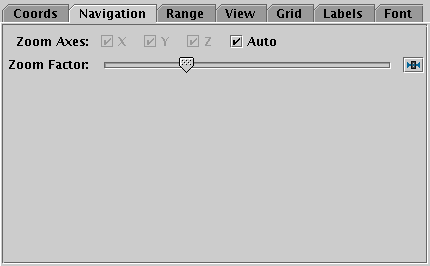 Coords Navigation Range View Grid Labels Font
Zoom Axes: X Y Z Auto
Zoom Factor: